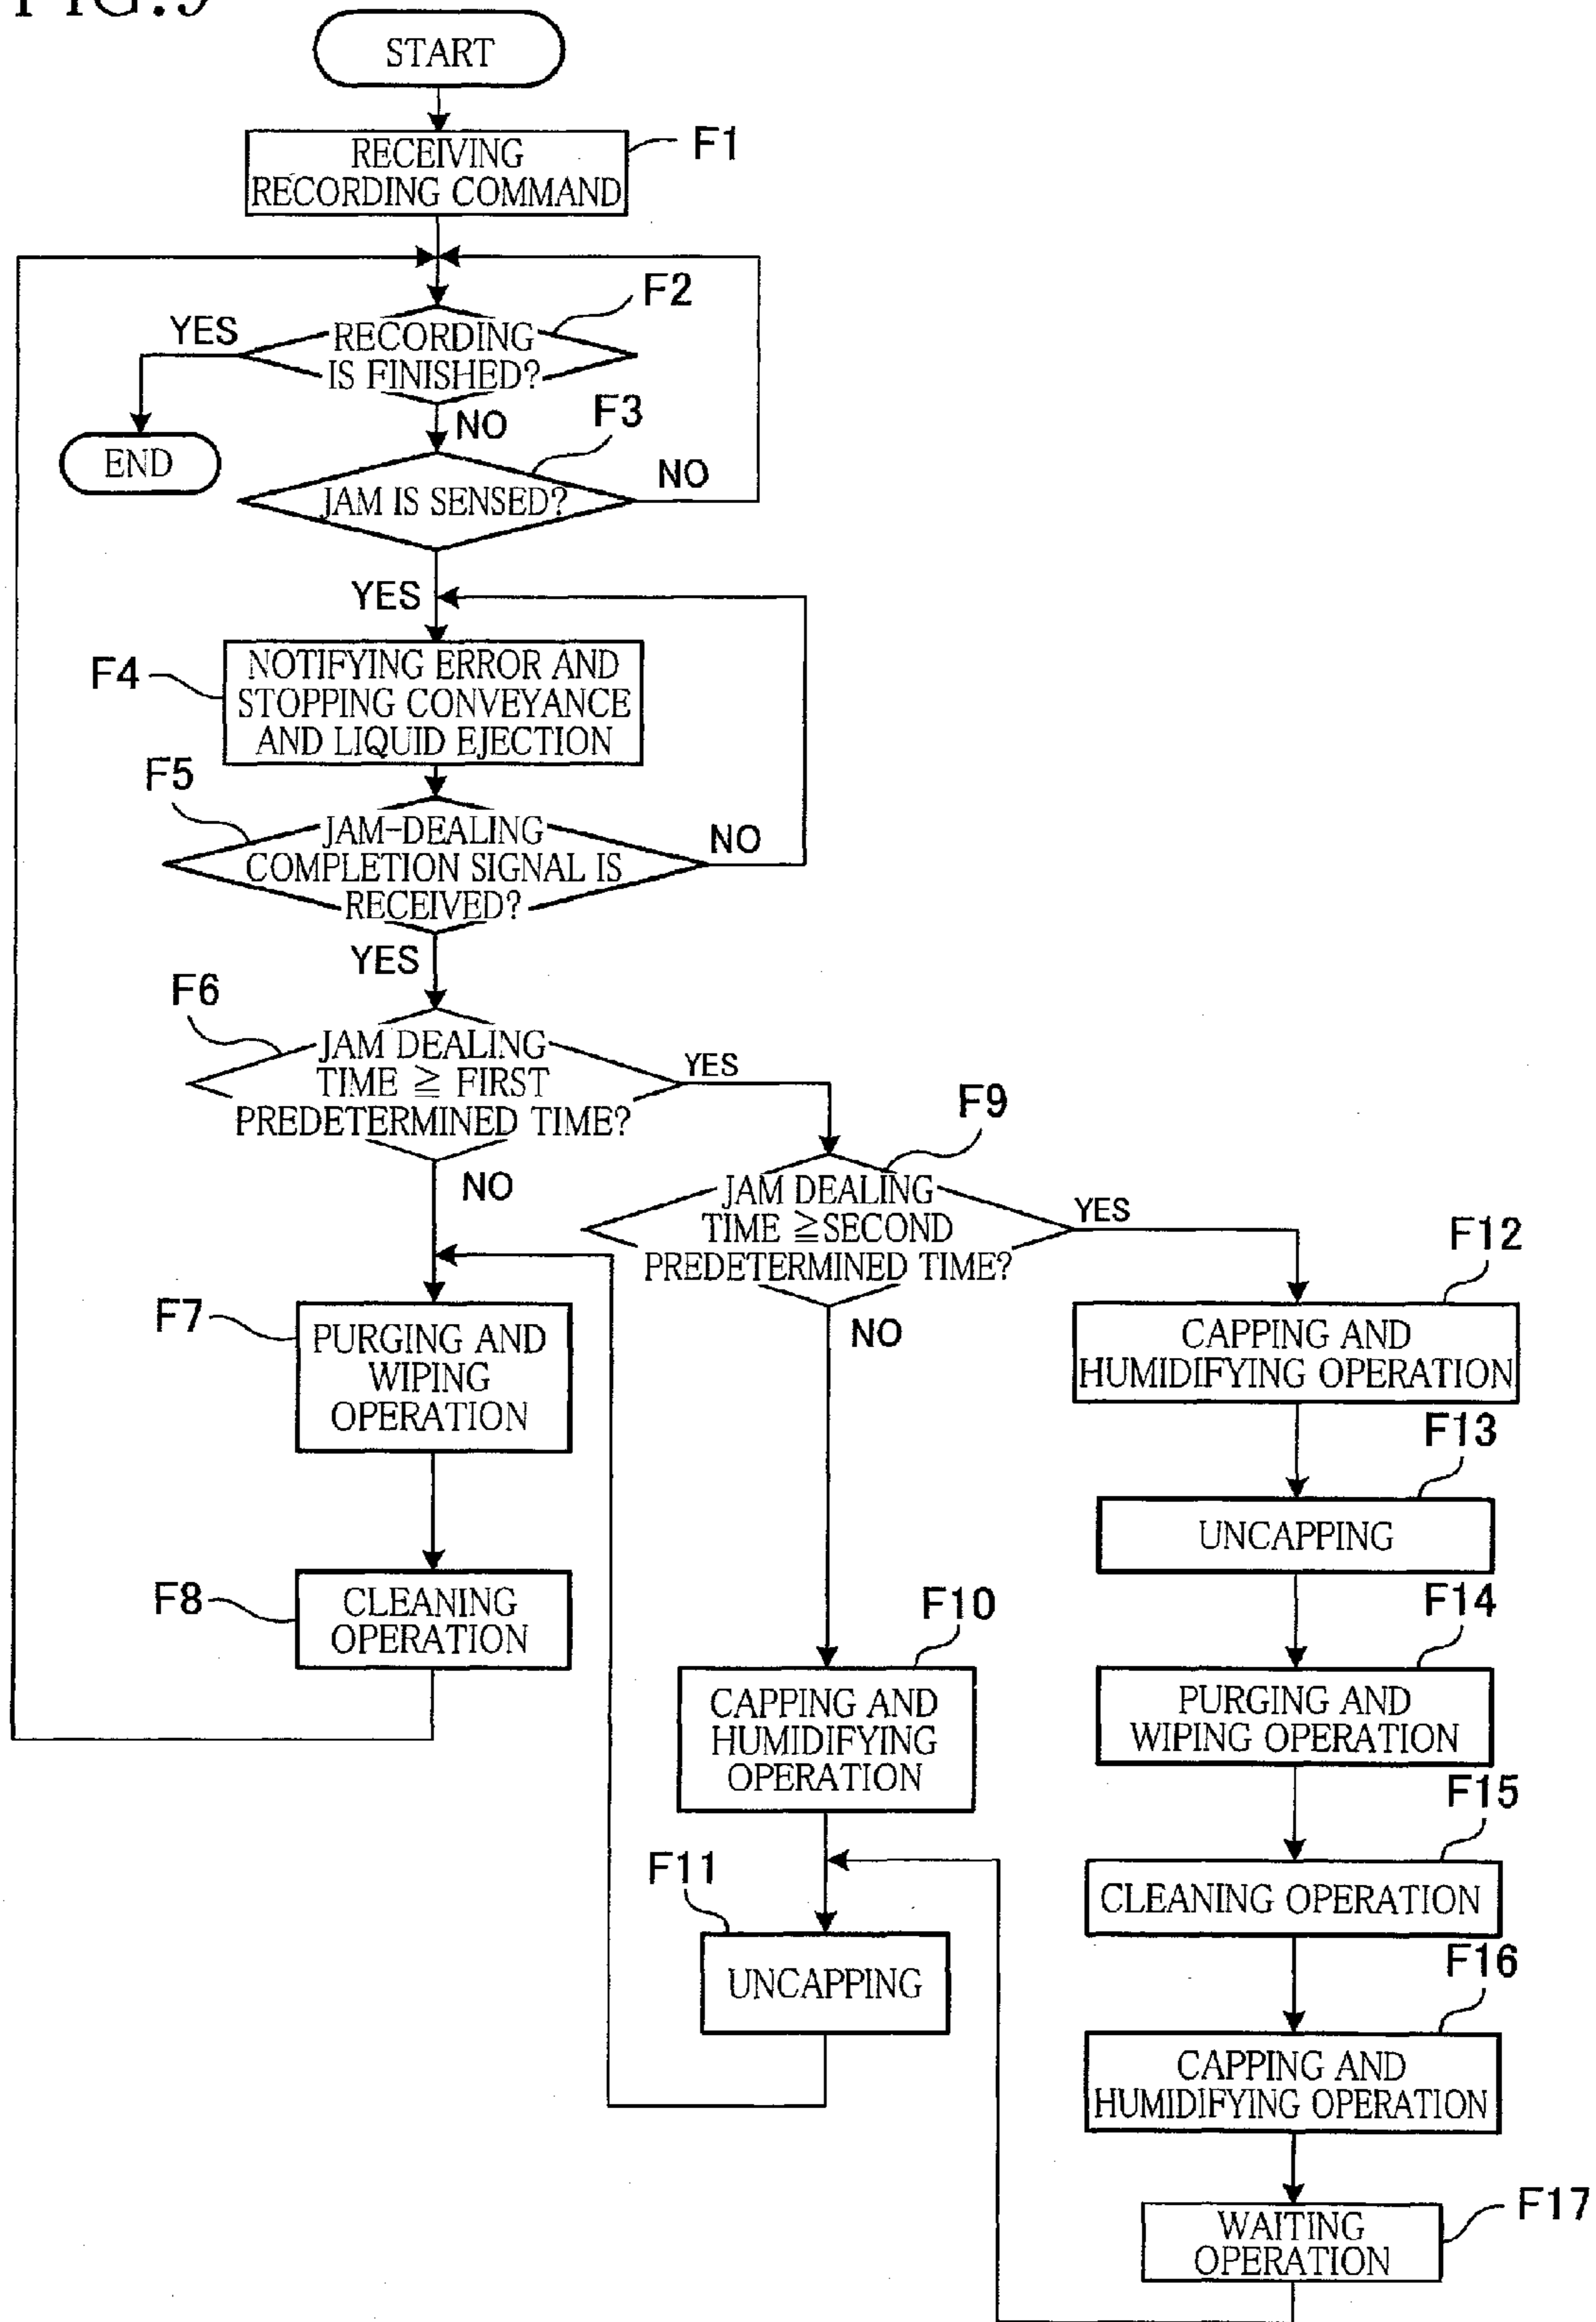 FIG.9
START
F1
RECEIVING
RECORDING COMMAND
F2
YES
RECORDING
IS FINISHED?
NO
F3
END
JAM IS SENSED?
NO
YES
F4
NOTIFYING ERROR AND
STOPPING CONVEYANCE
AND LIQUID EJECTION
F5
JAM-DEALING
COMPLETION SIGNAL IS
RECEIVED?
NO
YES
F6
JAM DEALING
TIME ≧ FIRST
PREDETERMINED TIME?
YES
NO
F9
JAM DEALING
TIME ≧SECOND
PREDETERMINED TIME?
YES
NO
F7
PURGING AND
WIPING
OPERATION
F8
CLEANING
OPERATION
F10
CAPPING AND
HUMIDIFYING
OPERATION
F11
UNCAPPING
F12
CAPPING AND
HUMIDIFYING OPERATION
F13
UNCAPPING
F14
PURGING AND
WIPING OPERATION
F15
CLEANING OPERATION
F16
CAPPING AND
HUMIDIFYING OPERATION
F17
WAITING
OPERATION